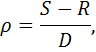 ρ = (S − R) / D,